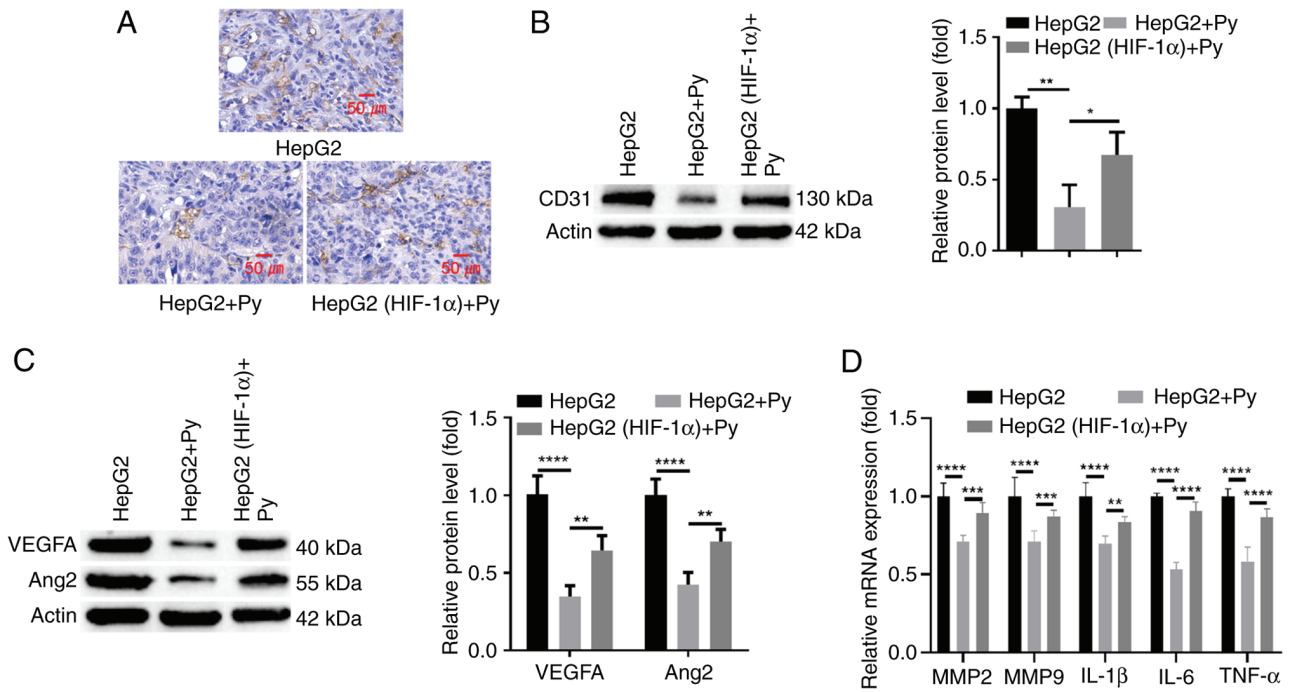 A
50 μm
HepG2
50 μm
50 μm
HepG2+Py
HepG2 (HIF-1α)+Py
B
HepG2
HepG2+Py
HepG2 (HIF-1α)+
Py
CD31
130 kDa
Actin
42 kDa
HepG2
HepG2+Py
HepG2 (HIF-1α)+Py
Relative protein level (fold)
1.5
1.0
0.5
0.0
**
*
C
HepG2
HepG2+Py
HepG2 (HIF-1α)+
Py
VEGFA
40 kDa
Ang2
55 kDa
Actin
42 kDa
HepG2
HepG2+Py
HepG2 (HIF-1α)+Py
Relative protein level (fold)
1.5
1.0
0.5
0.0
****
**
****
**
VEGFA
Ang2
D
HepG2
HepG2+Py
HepG2 (HIF-1α)+Py
Relative mRNA expression (fold)
1.5
1.0
0.5
0.0
****
***
****
***
****
**
****
****
****
****
MMP2
MMP9
IL-1β
IL-6
TNF-α